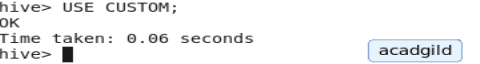 hive> USE CUSTOM;
OK
Time taken: 0.06 seconds
hive>
acadgild